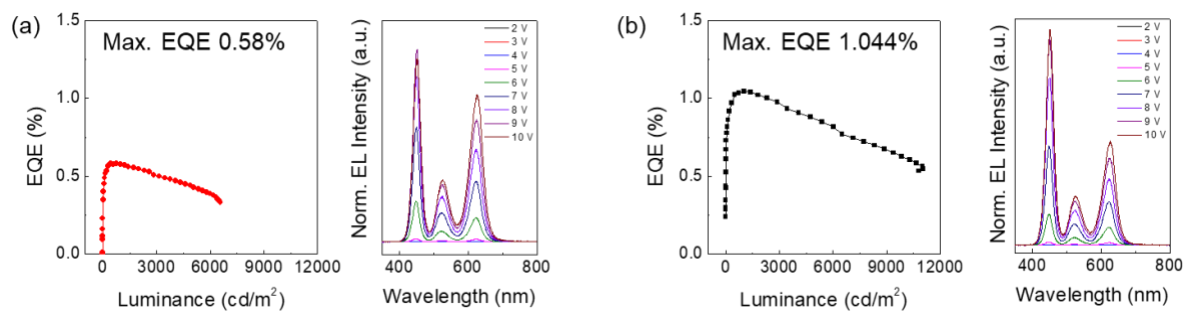 (a)
Max. EQE 0.58%
EQE (%)
1.5
1.0
0.5
0.0
0 3000 6000 9000 12000
Luminance (cd/m²)
Norm. EL Intensity (a.u.)
2 V
3 V
4 V
5 V
6 V
7 V
8 V
9 V
10 V
400 600 800
Wavelength (nm)
(b)
Max. EQE 1.044%
EQE (%)
1.5
1.0
0.5
0.0
0 3000 6000 9000 12000
Luminance (cd/m²)
Norm. EL Intensity (a.u.)
2 V
3 V
4 V
5 V
6 V
7 V
8 V
9 V
10 V
400 600 800
Wavelength (nm)